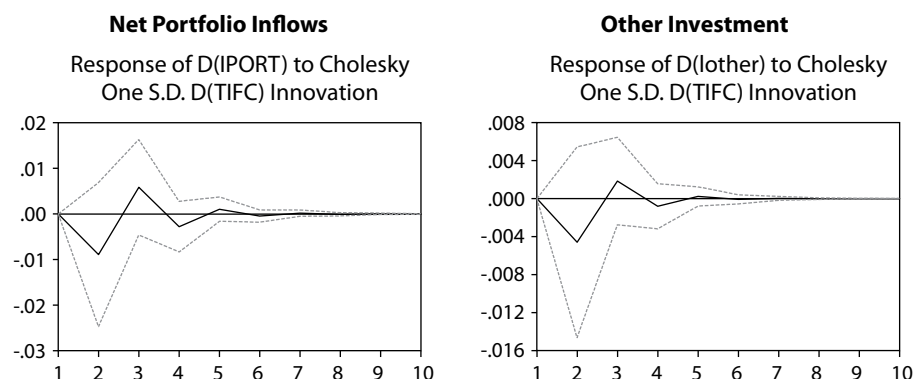 Net Portfolio Inflows
Response of D(IPORT) to Cholesky
One S.D. D(TIFC) Innovation
.02
.01
.00
-.01
-.02
-.03
1 2 3 4 5 6 7 8 9 10
Other Investment
Response of D(lother) to Cholesky
One S.D. D(TIFC) Innovation
.008
.004
.000
-.004
-.008
-.012
-.016
1 2 3 4 5 6 7 8 9 10